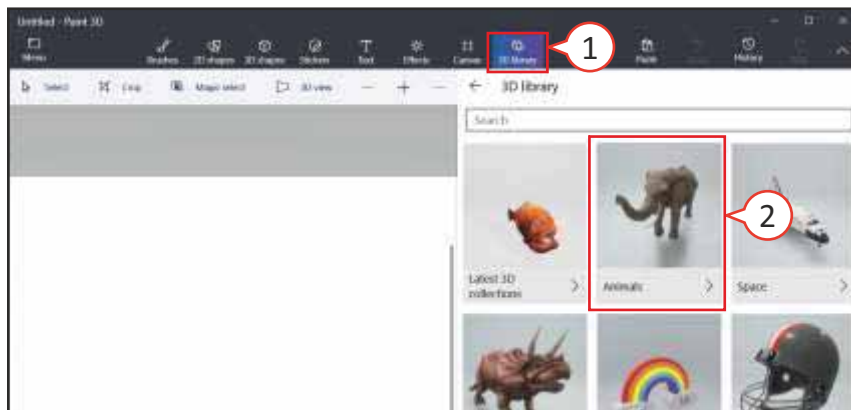 Untitled - Paint 3D
Menu Brushes 2D shapes 3D shapes Stickers Text Effects Canvas 3D library Paste History
1
Select Crop Magic select 3D view
3D library
Search
2
Latest 3D
collections
Animals
Space